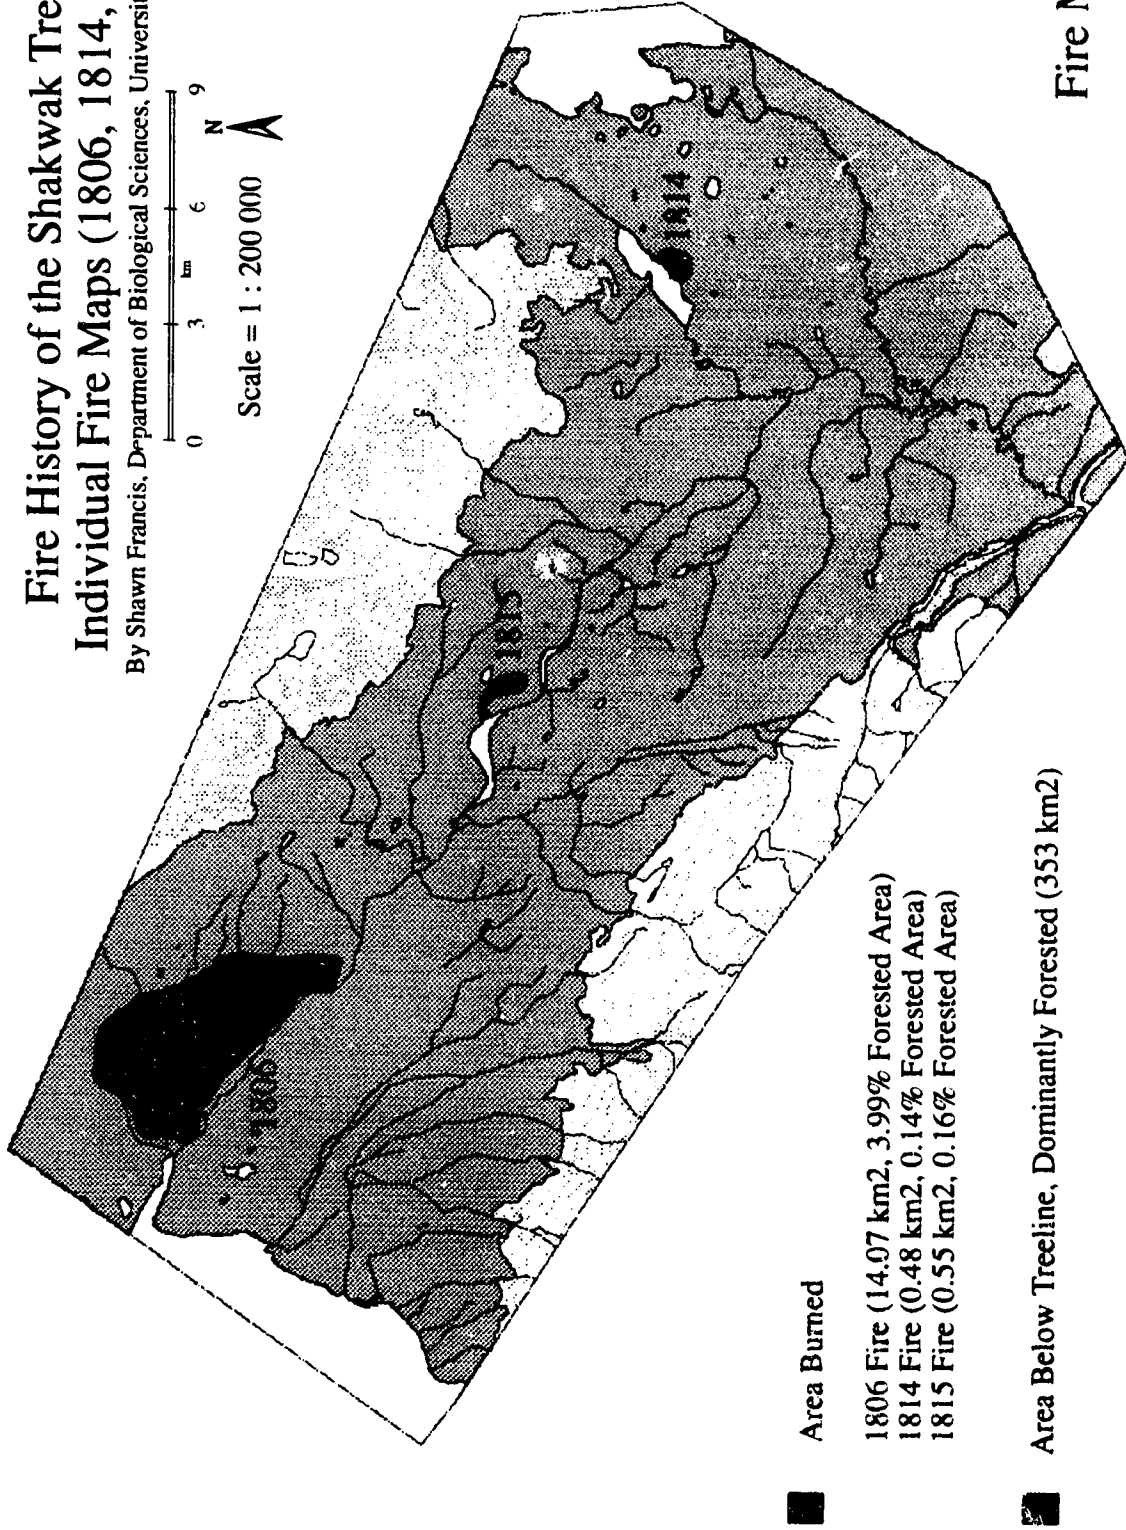 Fire History of the Shakwak Tre
Individual Fire Maps (1806, 1814,
By Shawn Francis, Department of Biological Sciences, Universit
0 3 6 9
km
N
Scale = 1 : 200 000
1806
1815
1814
Area Burned
1806 Fire (14.07 km2, 3.99% Forested Area)
1814 Fire (0.48 km2, 0.14% Forested Area)
1815 Fire (0.55 km2, 0.16% Forested Area)
Area Below Treeline, Dominantly Forested (353 km2)
Fire M